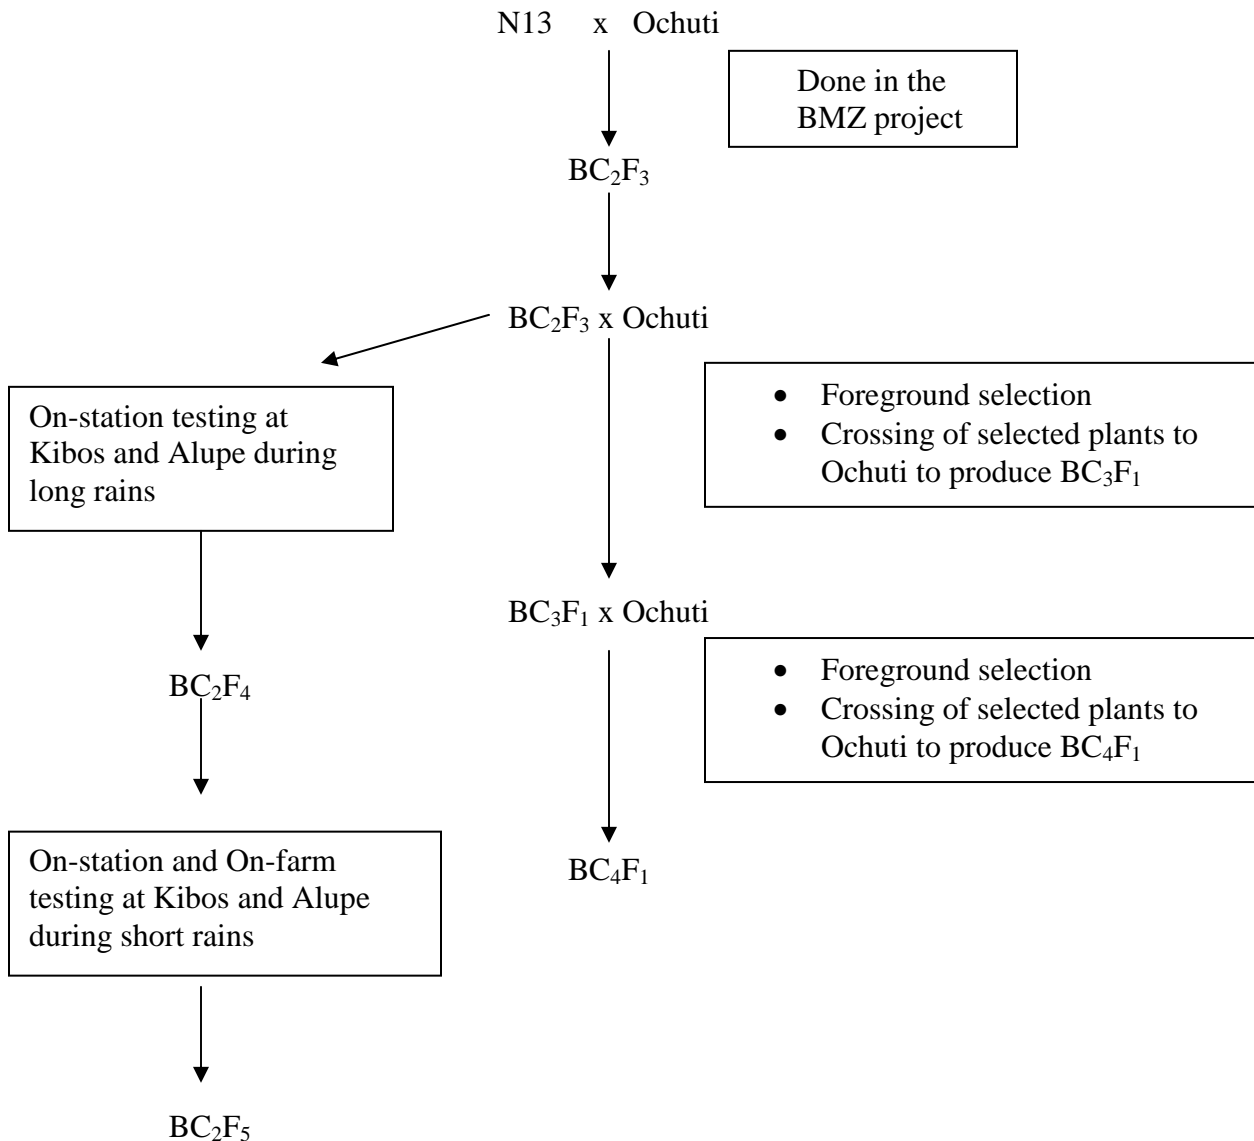 N13 x Ochuti
Done in the
BMZ project
BC₂F₃
BC₂F₃ x Ochuti
On-station testing at
Kibos and Alupe during
long rains
• Foreground selection
• Crossing of selected plants to
Ochuti to produce BC₃F₁
BC₃F₁ x Ochuti
• Foreground selection
• Crossing of selected plants to
Ochuti to produce BC₄F₁
BC₂F₄
On-station and On-farm
testing at Kibos and Alupe
during short rains
BC₄F₁
BC₂F₅